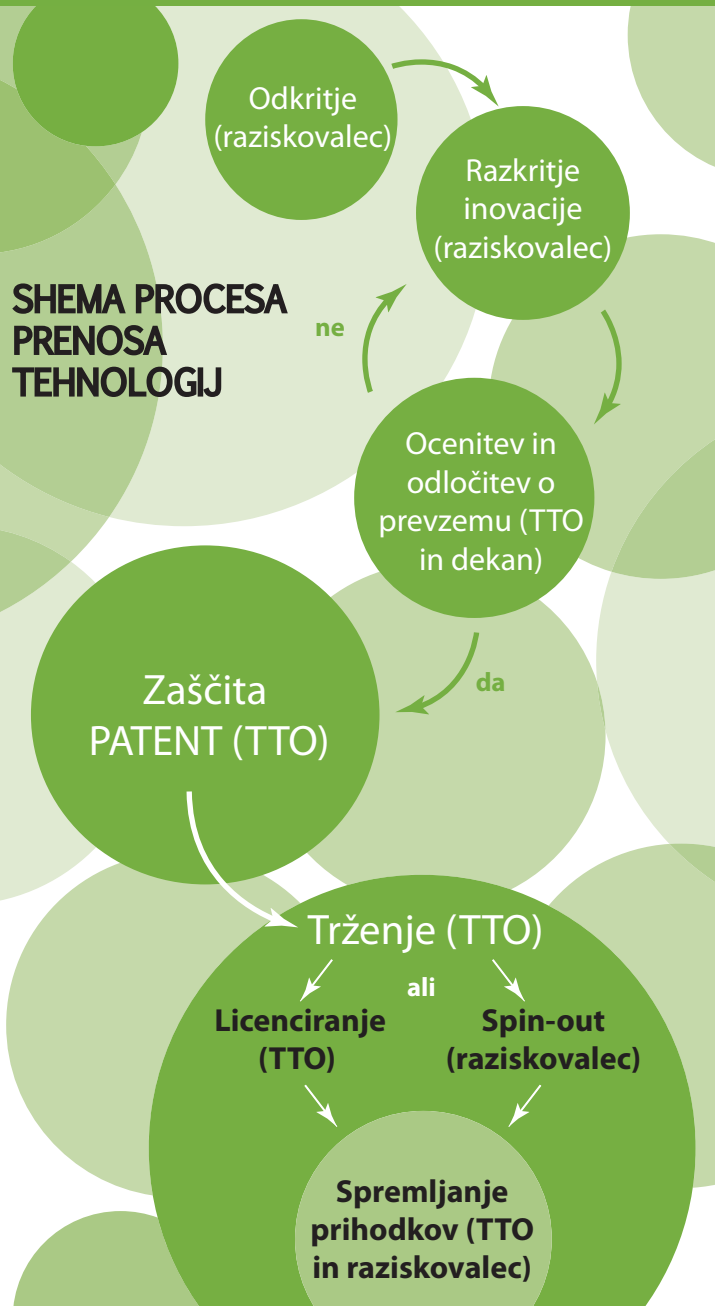 Odkritje
(raziskovalec)
Razkritje
inovacije
(raziskovalec)
SHEMA PROCESA
PRENOSA
TEHNOLOGIJ
ne
Ocenitev in
odločitev o
prevzemu (TTO
in dekan)
da
Zaščita
PATENT (TTO)
Trženje (TTO)
ali
Licenciranje
(TTO)
Spin-out
(raziskovalec)
Spremljanje
prihodkov (TTO
in raziskovalec)